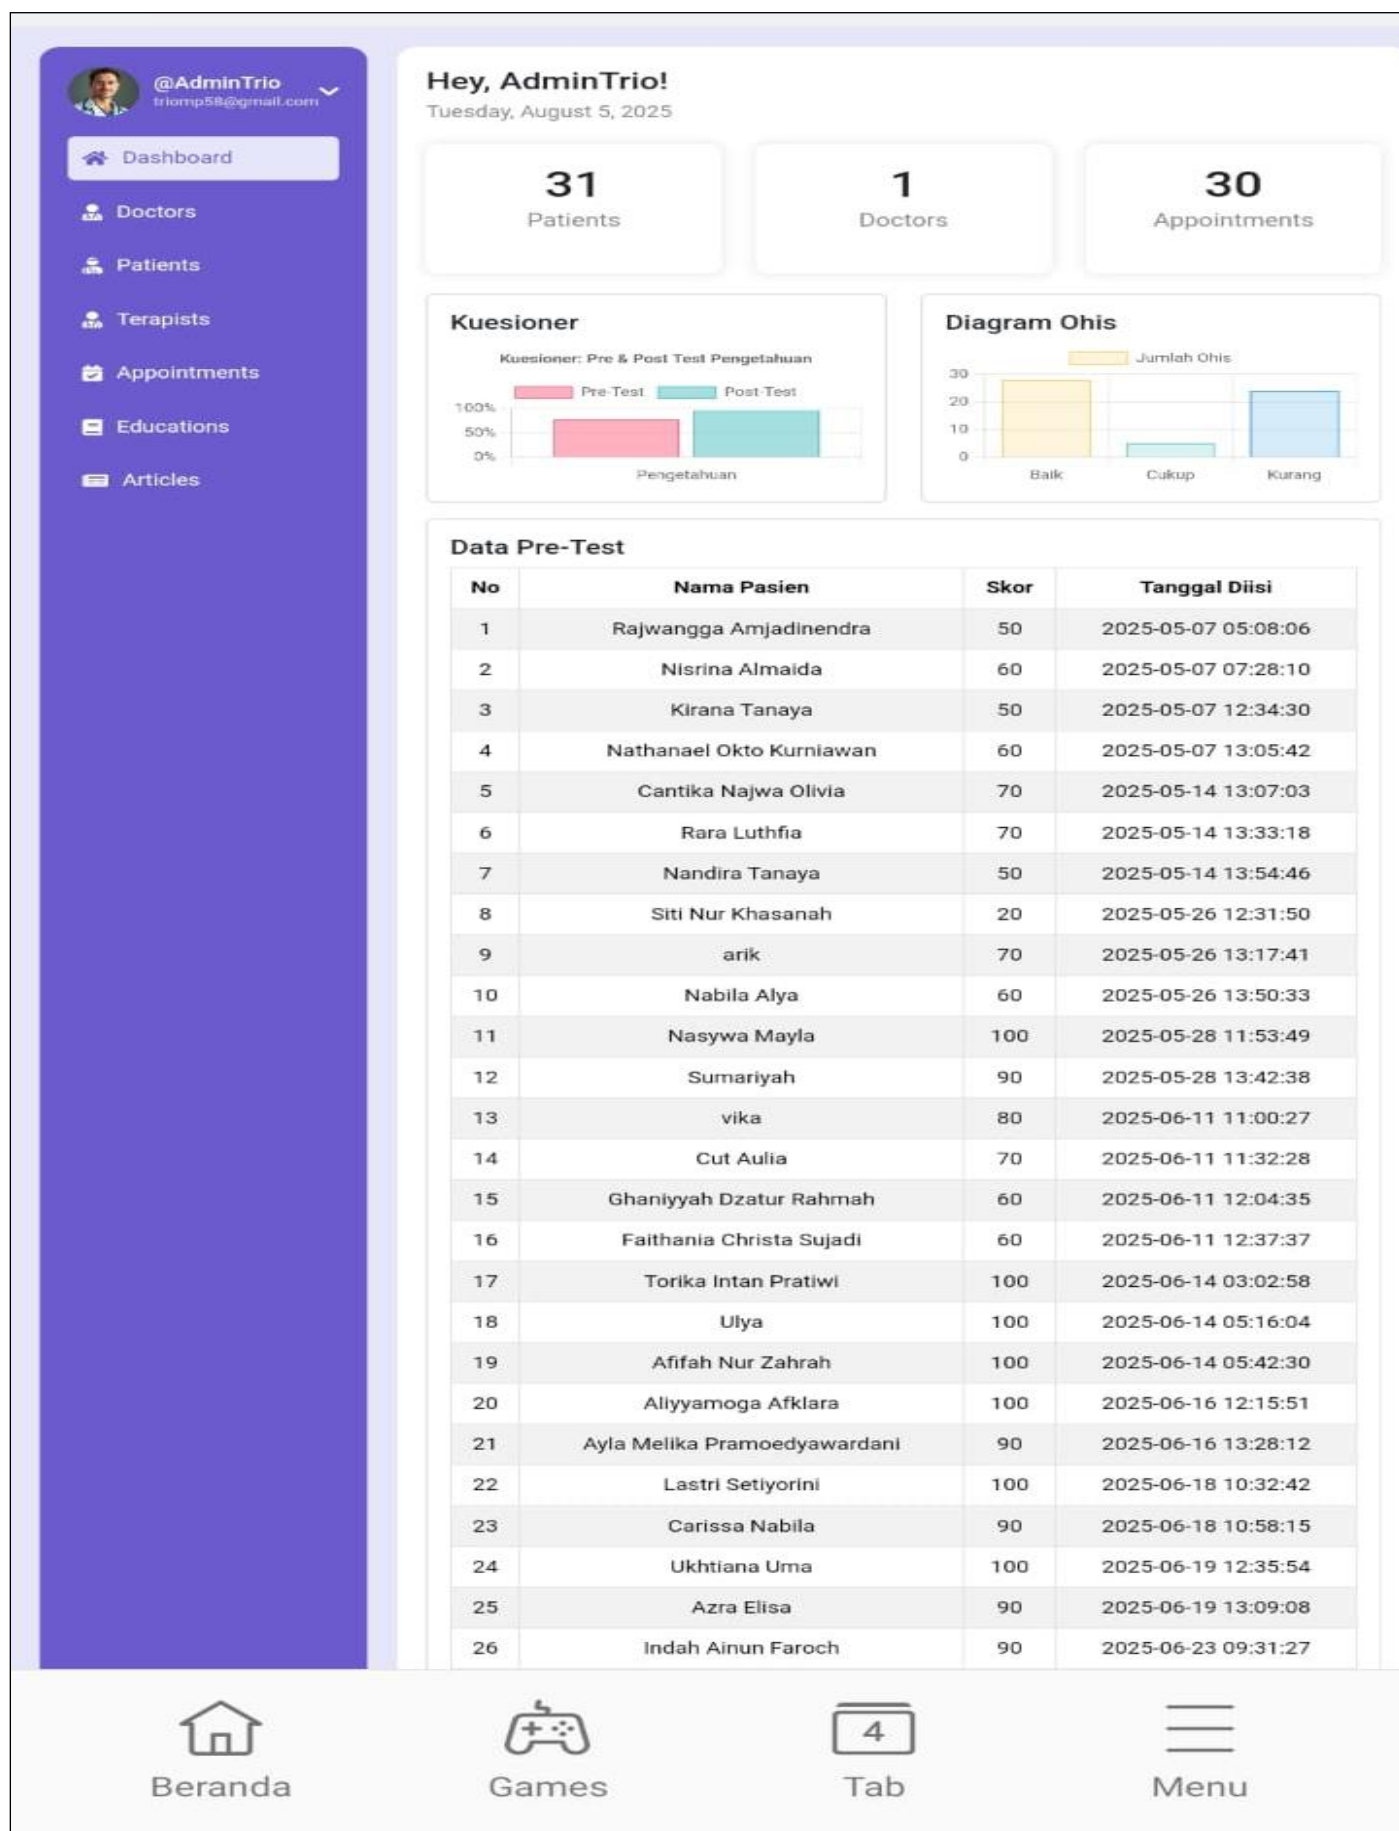 @AdminTrio
triomp58@gmail.com
Dashboard
Doctors
Patients
Terapists
Appointments
Educations
Articles
Hey, AdminTrio!
Tuesday, August 5, 2025
31
Patients
1
Doctors
30
Appointments
Kuesioner
Kuesioner: Pre & Post Test Pengetahuan
Pre-Test Post-Test
100%
50%
0%
Pengetahuan
Diagram Ohis
Jumlah Ohis
30
20
10
0
Baik Cukup Kurang
Data Pre-Test
No Nama Pasien Skor Tanggal Diisi
1 Rajwangga Amjadinendra 50 2025-05-07 05:08:06
2 Nisrina Almaida 60 2025-05-07 07:28:10
3 Kirana Tanaya 50 2025-05-07 12:34:30
4 Nathanael Okto Kurniawan 60 2025-05-07 13:05:42
5 Cantika Najwa Olivia 70 2025-05-14 13:07:03
6 Rara Luthfia 70 2025-05-14 13:33:18
7 Nandira Tanaya 50 2025-05-14 13:54:46
8 Siti Nur Khasanah 20 2025-05-26 12:31:50
9 arik 70 2025-05-26 13:17:41
10 Nabila Alya 60 2025-05-26 13:50:33
11 Nasywa Mayla 100 2025-05-28 11:53:49
12 Sumariyah 90 2025-05-28 13:42:38
13 vika 80 2025-06-11 11:00:27
14 Cut Aulia 70 2025-06-11 11:32:28
15 Ghaniyyah Dzatur Rahmah 60 2025-06-11 12:04:35
16 Faithania Christa Sujadi 60 2025-06-11 12:37:37
17 Torika Intan Pratiwi 100 2025-06-14 03:02:58
18 Ulya 100 2025-06-14 05:16:04
19 Afifah Nur Zahrah 100 2025-06-14 05:42:30
20 Aliyyamoga Afklara 100 2025-06-16 12:15:51
21 Ayla Melika Pramoedyawardani 90 2025-06-16 13:28:12
22 Lastri Setiyorini 100 2025-06-18 10:32:42
23 Carissa Nabila 90 2025-06-18 10:58:15
24 Ukhtiana Uma 100 2025-06-19 12:35:54
25 Azra Elisa 90 2025-06-19 13:09:08
26 Indah Ainun Faroch 90 2025-06-23 09:31:27
4
Beranda Games Tab Menu